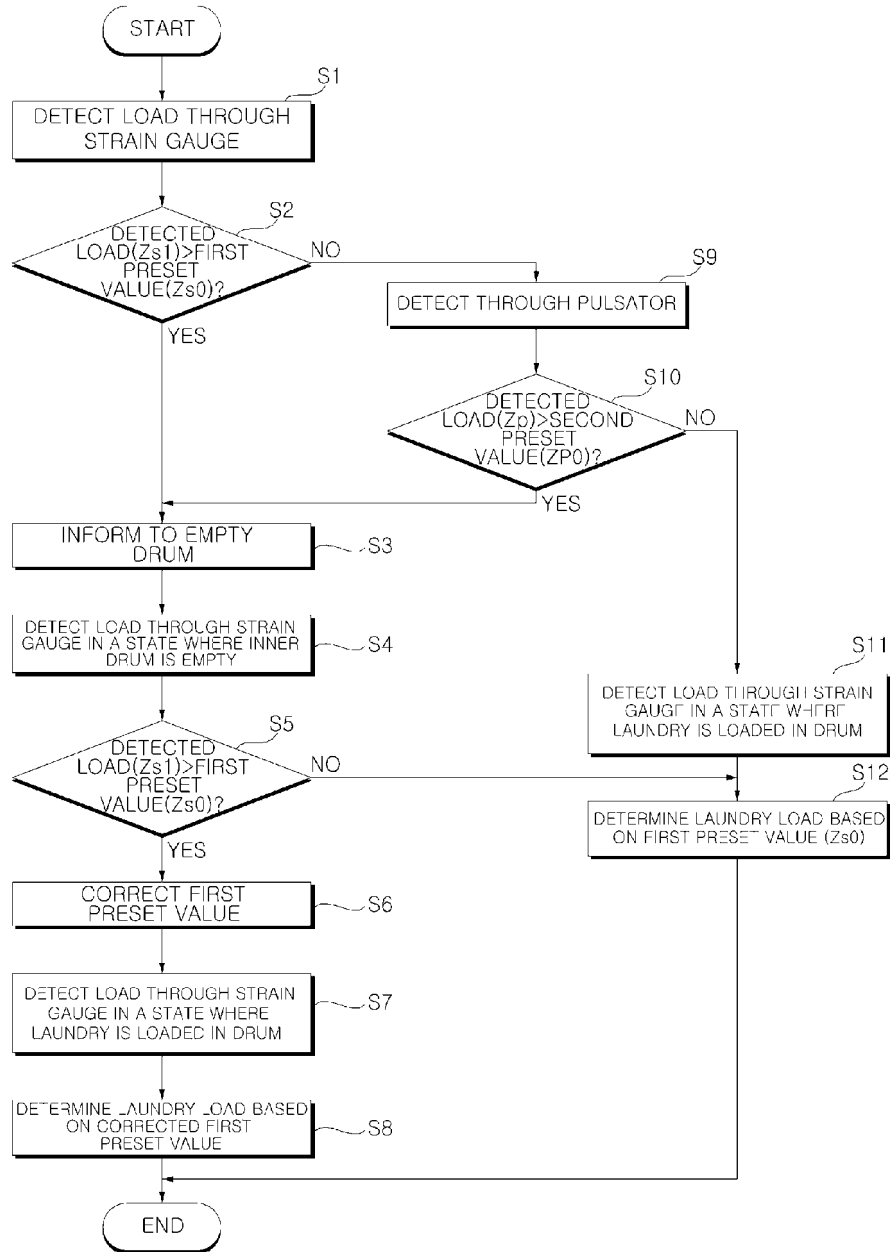 START
S1
DETECT LOAD THROUGH
STRAIN GAUGE
S2
DETECTED
LOAD(Zs1)>FIRST
PRESET
VALUE(Zs0)?
NO
YES
S9
DETECT THROUGH PULSATOR
S10
DETECTED
LOAD(Zp)>SECOND
PRESET
VALUE(ZP0)?
NO
YES
INFORM TO EMPTY
DRUM
S3
DETECT LOAD THROUGH STRAIN
GAUGE IN A STATE WHERE INNER
DRUM IS EMPTY
S4
S11
DETECT LOAD THROUGH STRAIN
GAUGE IN A STATE WHERE
LAUNDRY IS LOADED IN DRUM
S5
DETECTED
LOAD(Zs1)>FIRST
PRESET
VALUE(Zs0)?
NO
YES
S12
DETERMINE LAUNDRY LOAD BASED
ON FIRST PRESET VALUE (Zs0)
CORRECT FIRST
PRESET VALUE
S6
DETECT LOAD THROUGH STRAIN
GAUGE IN A STATE WHERE
LAUNDRY IS LOADED IN DRUM
S7
DETERMINE LAUNDRY LOAD BASED
ON CORRECTED FIRST
PRESET VALUE
S8
END